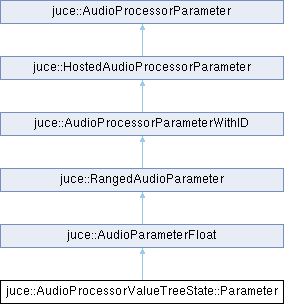 juce::AudioProcessorParameter
juce::HostedAudioProcessorParameter
juce::AudioProcessorParameterWithID
juce::RangedAudioParameter
juce::AudioParameterFloat
juce::AudioProcessorValueTreeState::Parameter